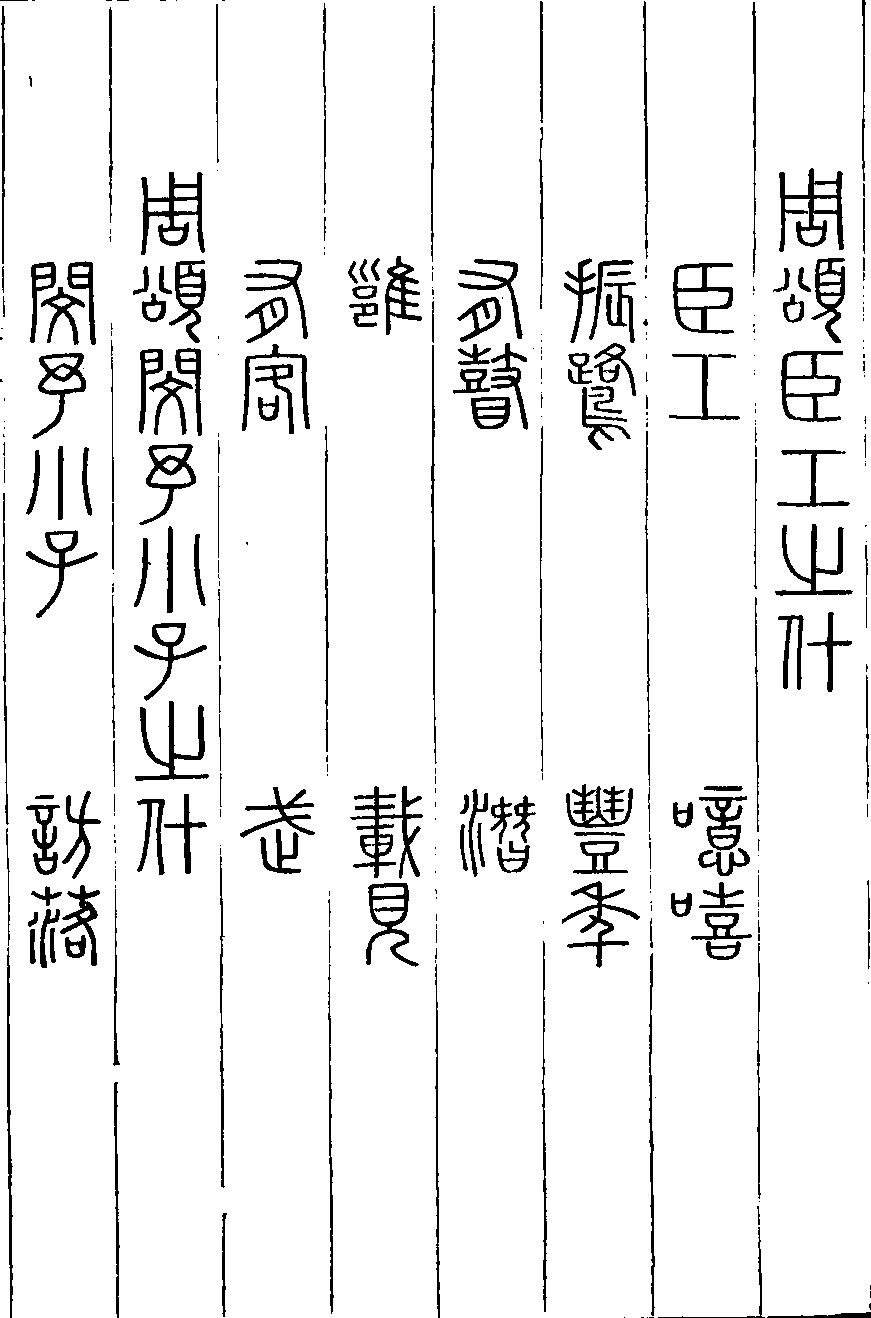 周頌臣工之什
臣工 噫嘻
振鷺 豐年
有瞽 潛
雝 載見
有客 武
周頌閔予小子之什
閔予小子 訪落